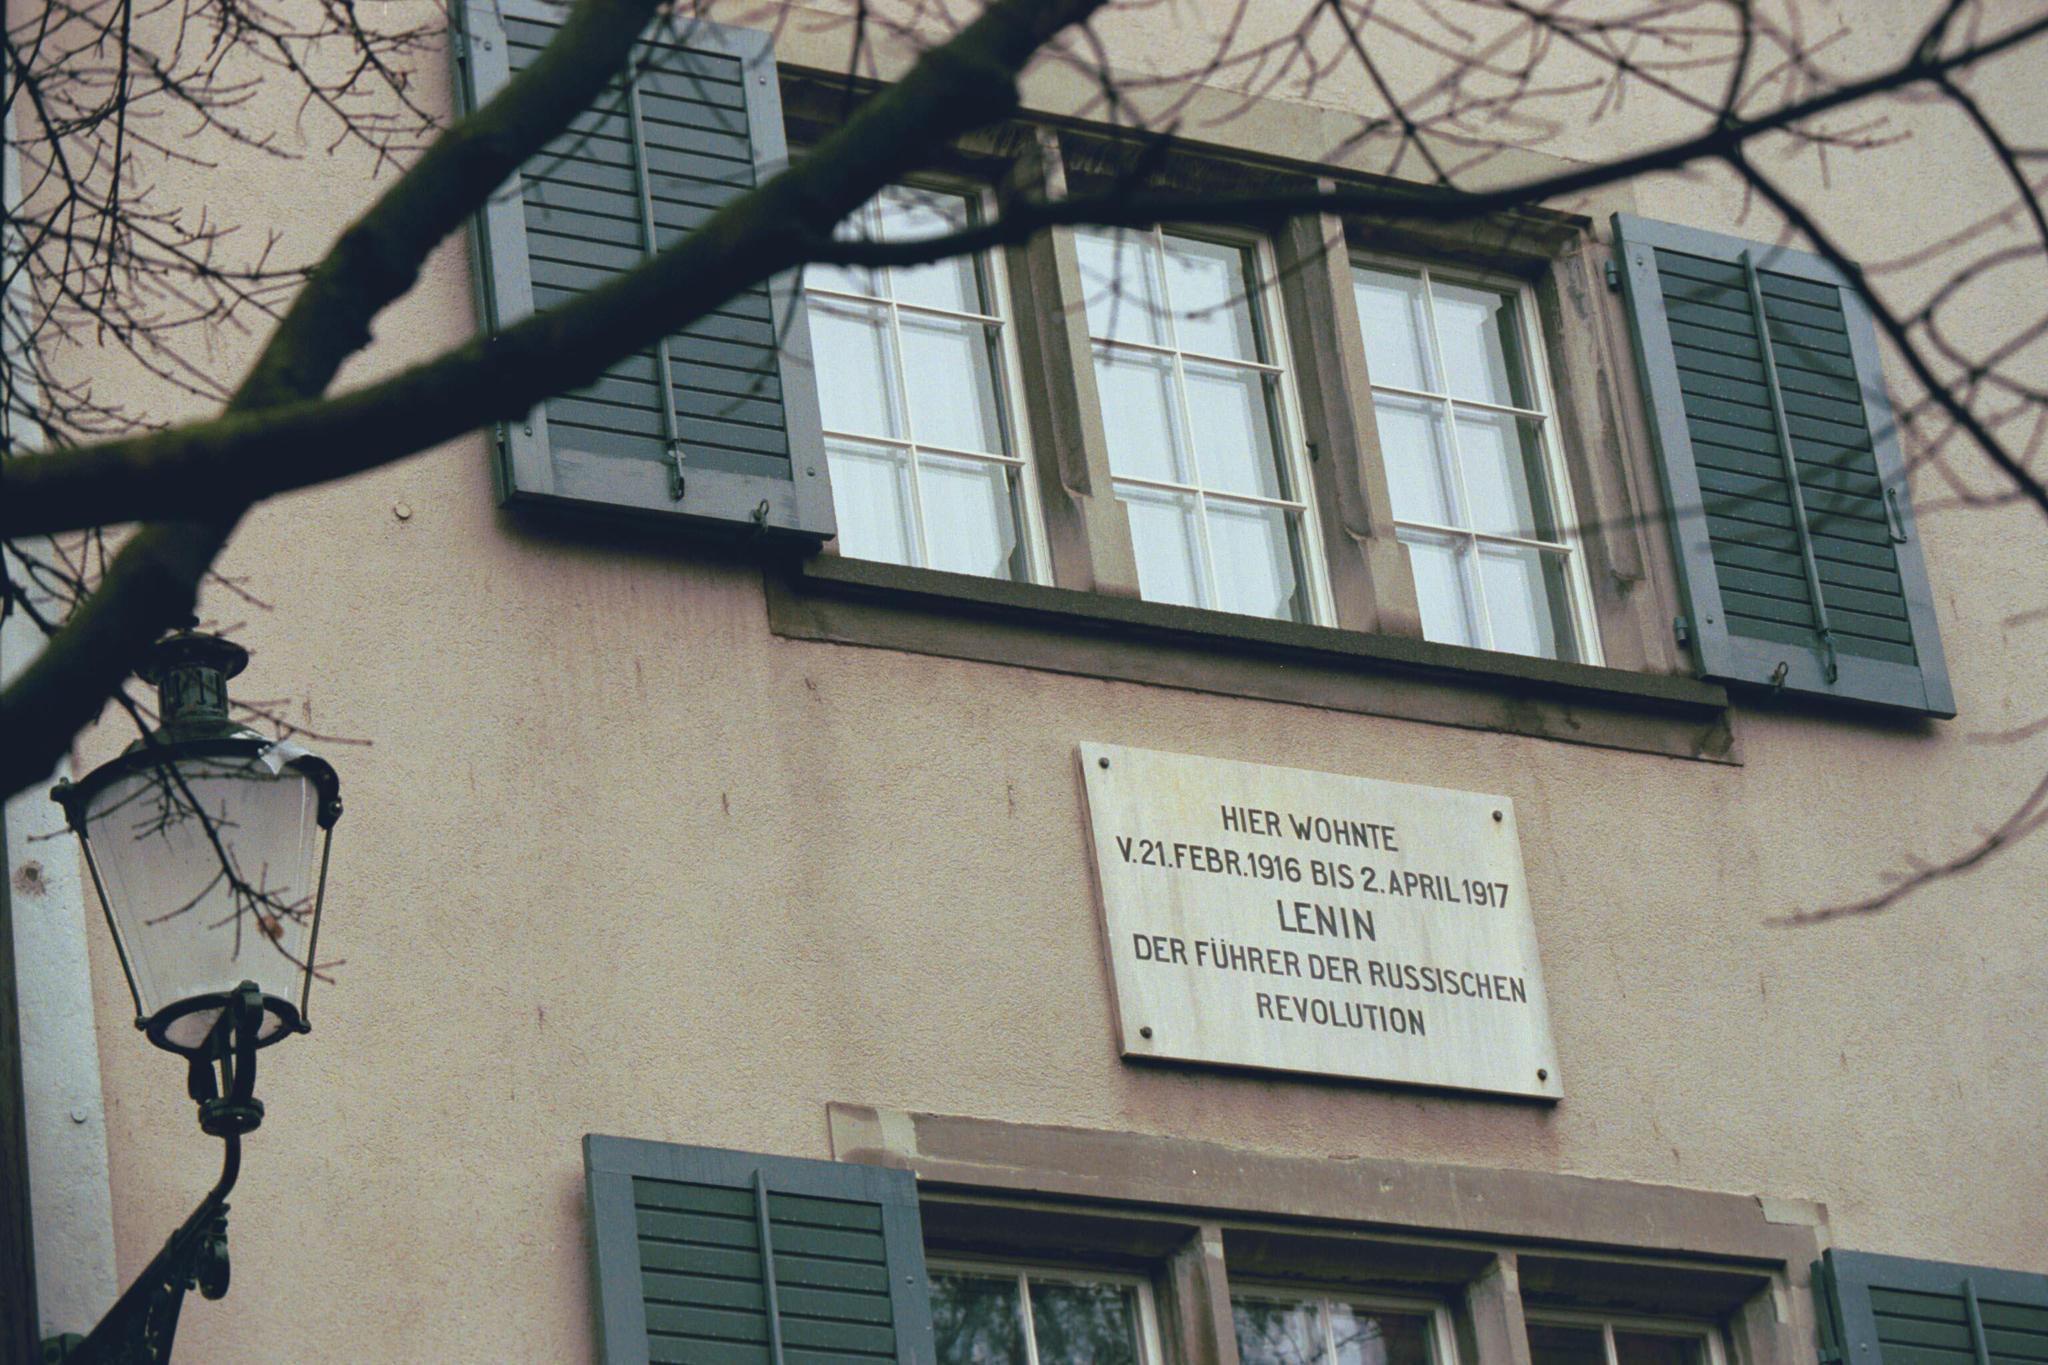 HIER WOHNTE
V.21.FEBR.1916 BIS 2.APRIL 1917
LENIN
DER FÜHRER DER RUSSISCHEN
REVOLUTION